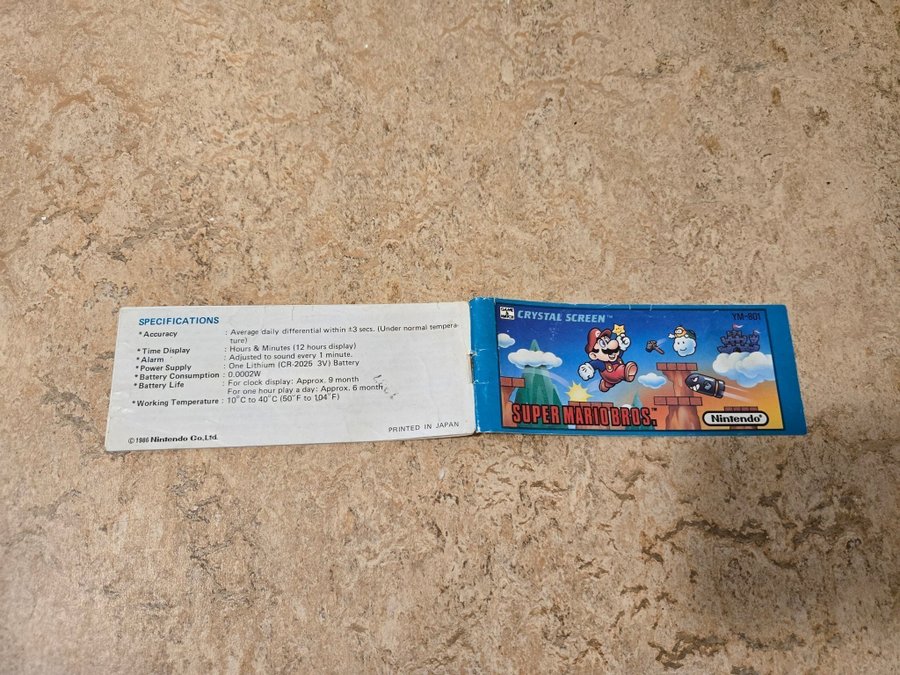 SPECIFICATIONS
* Accuracy : Average daily differential within ±3 secs. (Under normal tempera-
ture)
* Time Display : Hours & Minutes (12 hours display)
* Alarm : Adjusted to sound every 1 minute.
* Power Supply : One Lithium (CR-2025 3V) Battery
* Battery Consumption : 0.0002W
* Battery Life : For clock display: Approx. 9 month
For one hour play a day: Approx. 6 month
* Working Temperature : 10°C to 40°C (50°F to 104°F)
© 1986 Nintendo Co,Ltd.
PRINTED IN JAPAN
CRYSTAL SCREEN™
YM-801
SUPER MARIO BROS.™
Nintendo